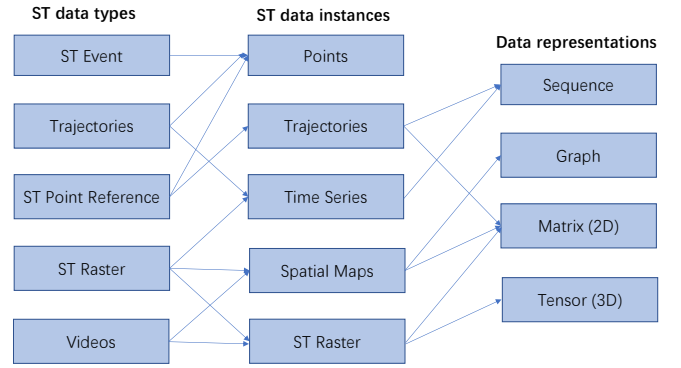 ST data types
ST Event
Trajectories
ST Point Reference
ST Raster
Videos
ST data instances
Points
Trajectories
Time Series
Spatial Maps
ST Raster
Data representations
Sequence
Graph
Matrix (2D)
Tensor (3D)